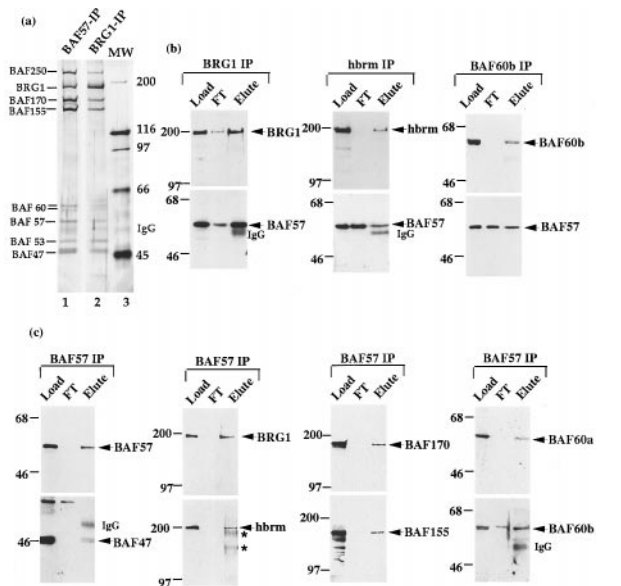 (a)
BAF57-IP
BRG1-IP
MW
BAF250
BRG1
BAF170
BAF155
BAF 60
BAF 57
BAF 53
BAF47
200
116
97
66
IgG
45
1 2 3
(b)
BRG1 IP
Load FT Elute
200
BRG1
97
68
BAF57
IgG
46
hbrm IP
Load FT Elute
200
hbrm
97
68
BAF57
IgG
46
BAF60b IP
Load FT Elute
68
BAF60b
46
68
BAF57
46
(c)
BAF57 IP
Load FT Elute
68
BAF57
46
68
IgG
46
BAF47
BAF57 IP
Load FT Elute
200
BRG1
97
200
hbrm
*
*
97
BAF57 IP
Load FT Elute
200
BAF170
97
200
BAF155
97
BAF57 IP
Load FT Elute
68
BAF60a
46
68
BAF60b
IgG
46